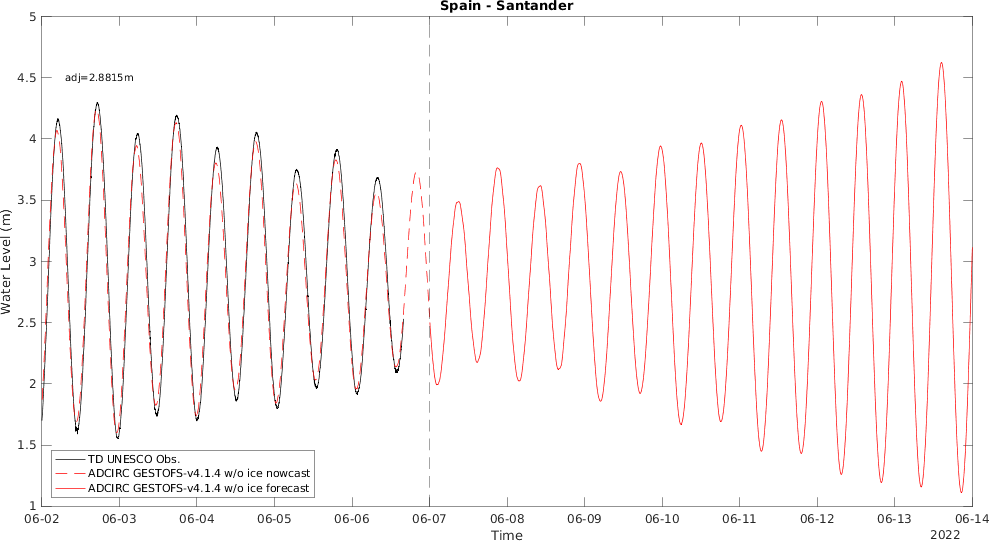 Spain - Santander
5
4.5
4
3.5
3
2.5
2
1.5
1
Water Level (m)
adj=2.8815m
TD UNESCO Obs.
ADCIRC GESTOFS-v4.1.4 w/o ice nowcast
ADCIRC GESTOFS-v4.1.4 w/o ice forecast
06-02 06-03 06-04 06-05 06-06 06-07 06-08 06-09 06-10 06-11 06-12 06-13 06-14
Time
2022